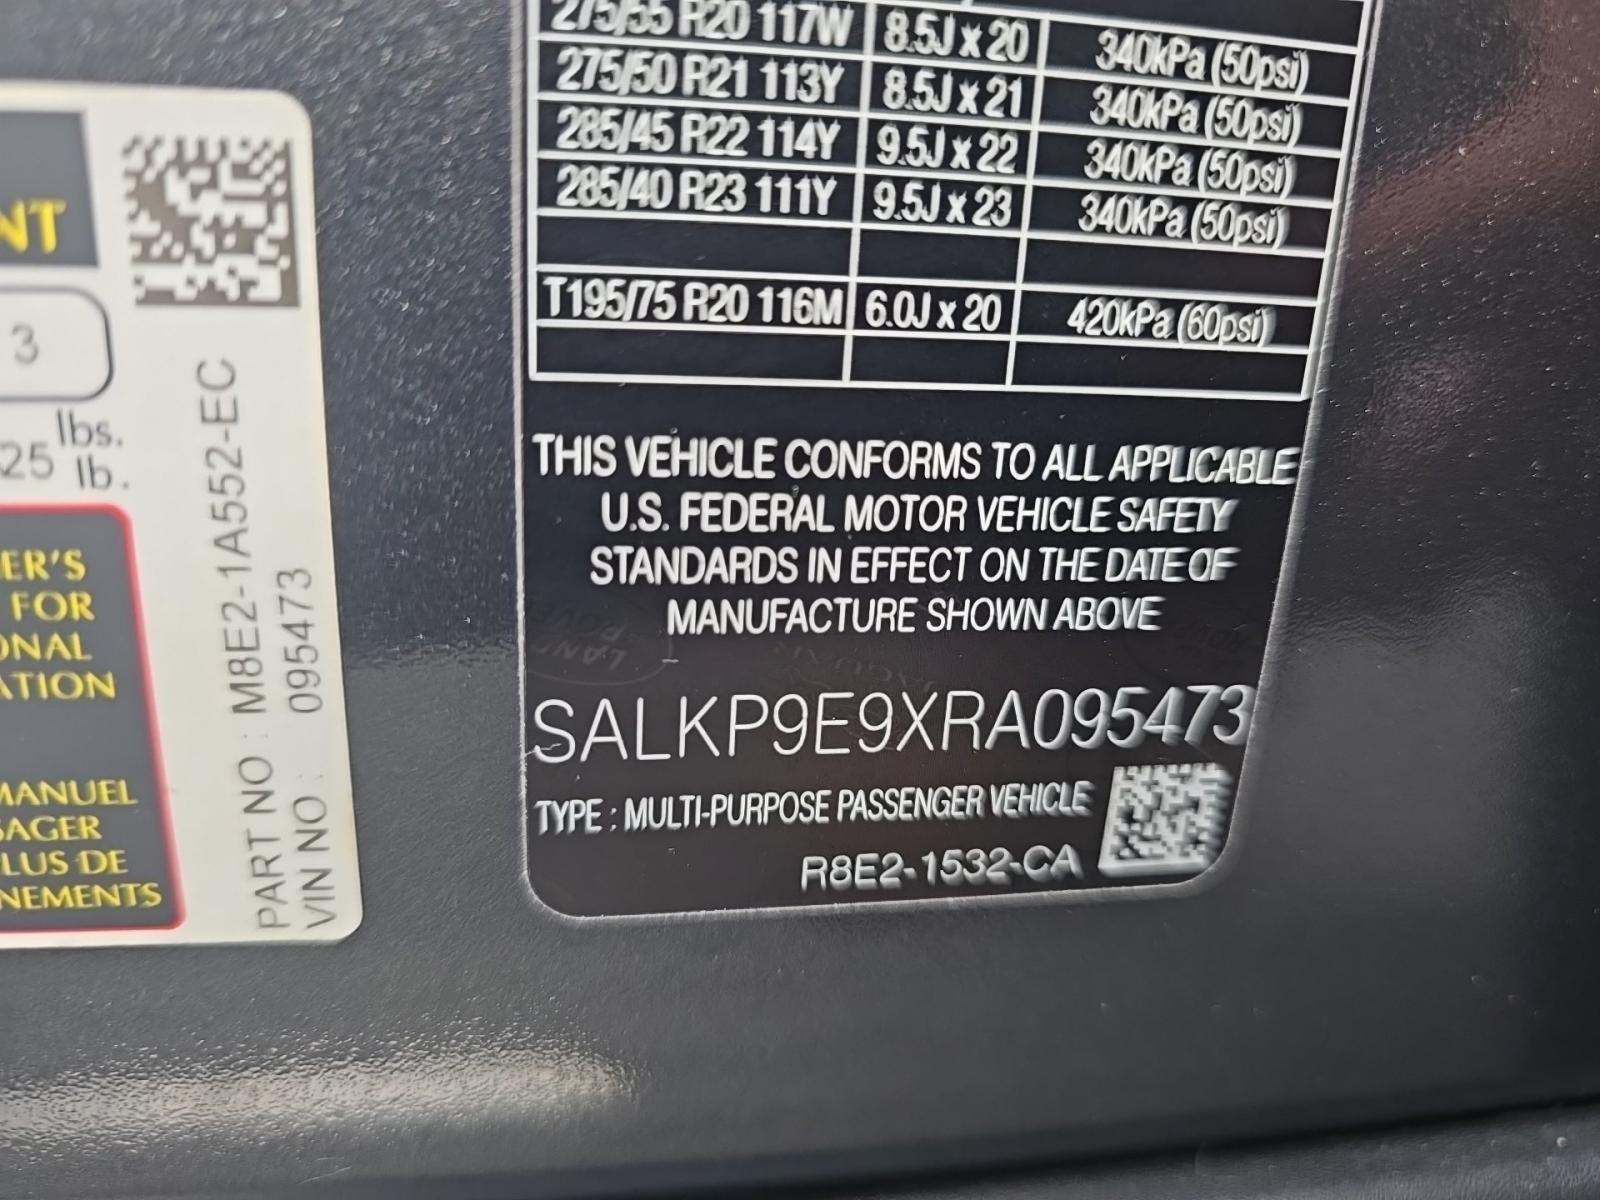 275/55 R20 117W 8.5J x 20 340kPa (50psi)
275/50 R21 113Y 8.5J x 21 340kPa (50psi)
285/45 R22 114Y 9.5J x 22 340kPa (50psi)
285/40 R23 111Y 9.5J x 23 340kPa (50psi)
T195/75 R20 116M 6.0J x 20 420kPa (60psi)
THIS VEHICLE CONFORMS TO ALL APPLICABLE
U.S. FEDERAL MOTOR VEHICLE SAFETY
STANDARDS IN EFFECT ON THE DATE OF
MANUFACTURE SHOWN ABOVE
SALKP9E9XRA095473
TYPE : MULTI-PURPOSE PASSENGER VEHICLE
R8E2-1532-CA
NT
3
lbs.
25 lb.
ER'S
FOR
ONAL
ATION
MANUEL
SAGER
LUS DE
NEMENTS
PART NO : M8E2-1A552-EC
VIN NO : 095473